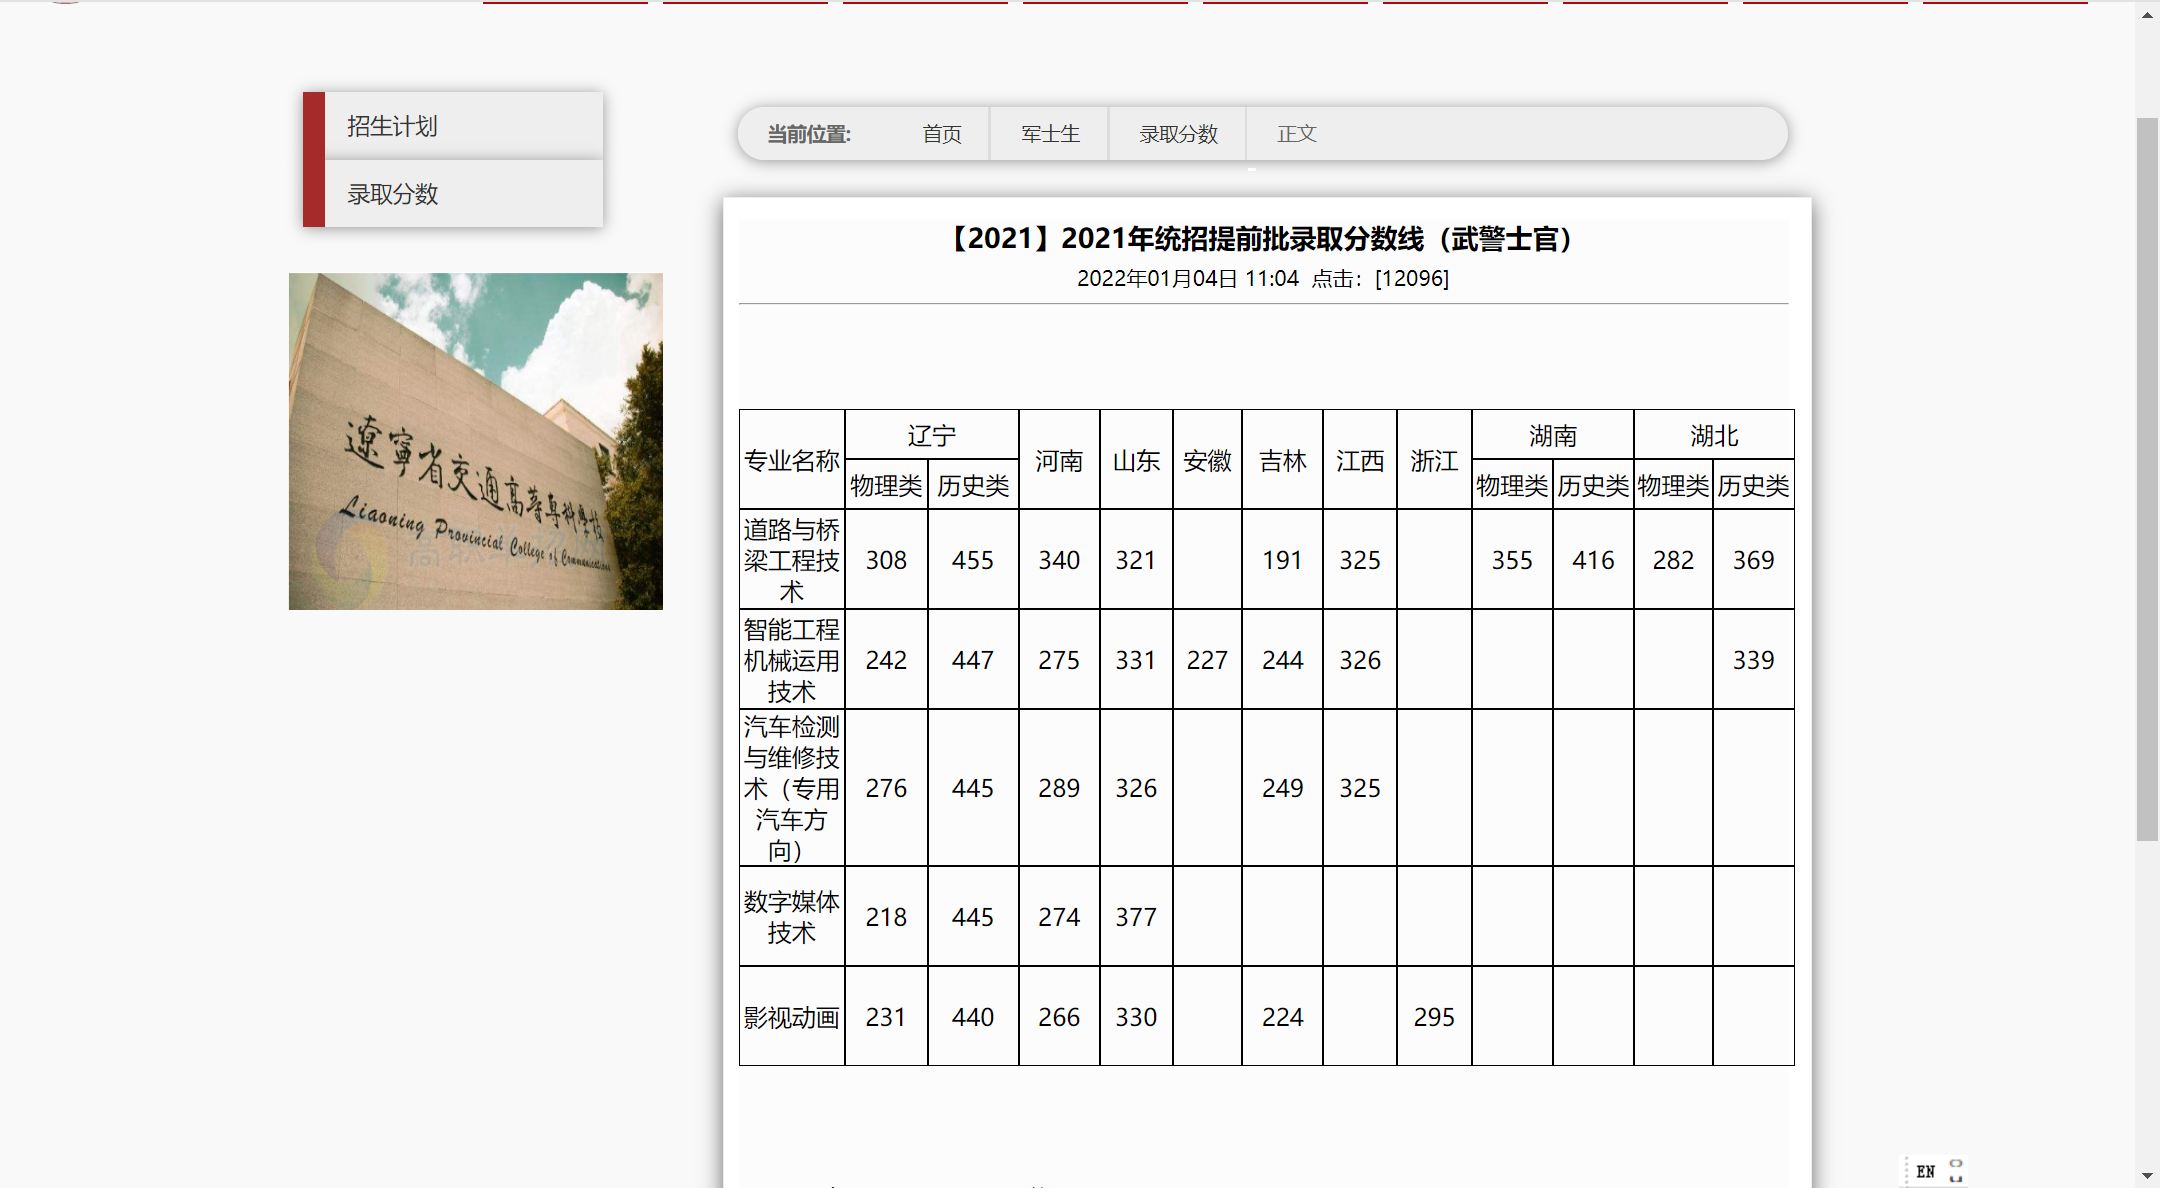 招生计划
录取分数
当前位置: 首页 军士生 录取分数 正文
【2021】2021年统招提前批录取分数线（武警士官）
2022年01月04日 11:04 点击：[12096]
遼寧省交通高等專科學校
Liaoning Provincial College of Communications
专业名称 辽宁 河南 山东 安徽 吉林 江西 浙江 湖南 湖北
物理类 历史类 物理类 历史类 物理类 历史类
道路与桥
梁工程技
术
308 455 340 321 191 325 355 416 282 369
智能工程
机械运用
技术
242 447 275 331 227 244 326 339
汽车检测
与维修技
术（专用
汽车方
向）
276 445 289 326 249 325
数字媒体
技术
218 445 274 377
影视动画 231 440 266 330 224 295
EN